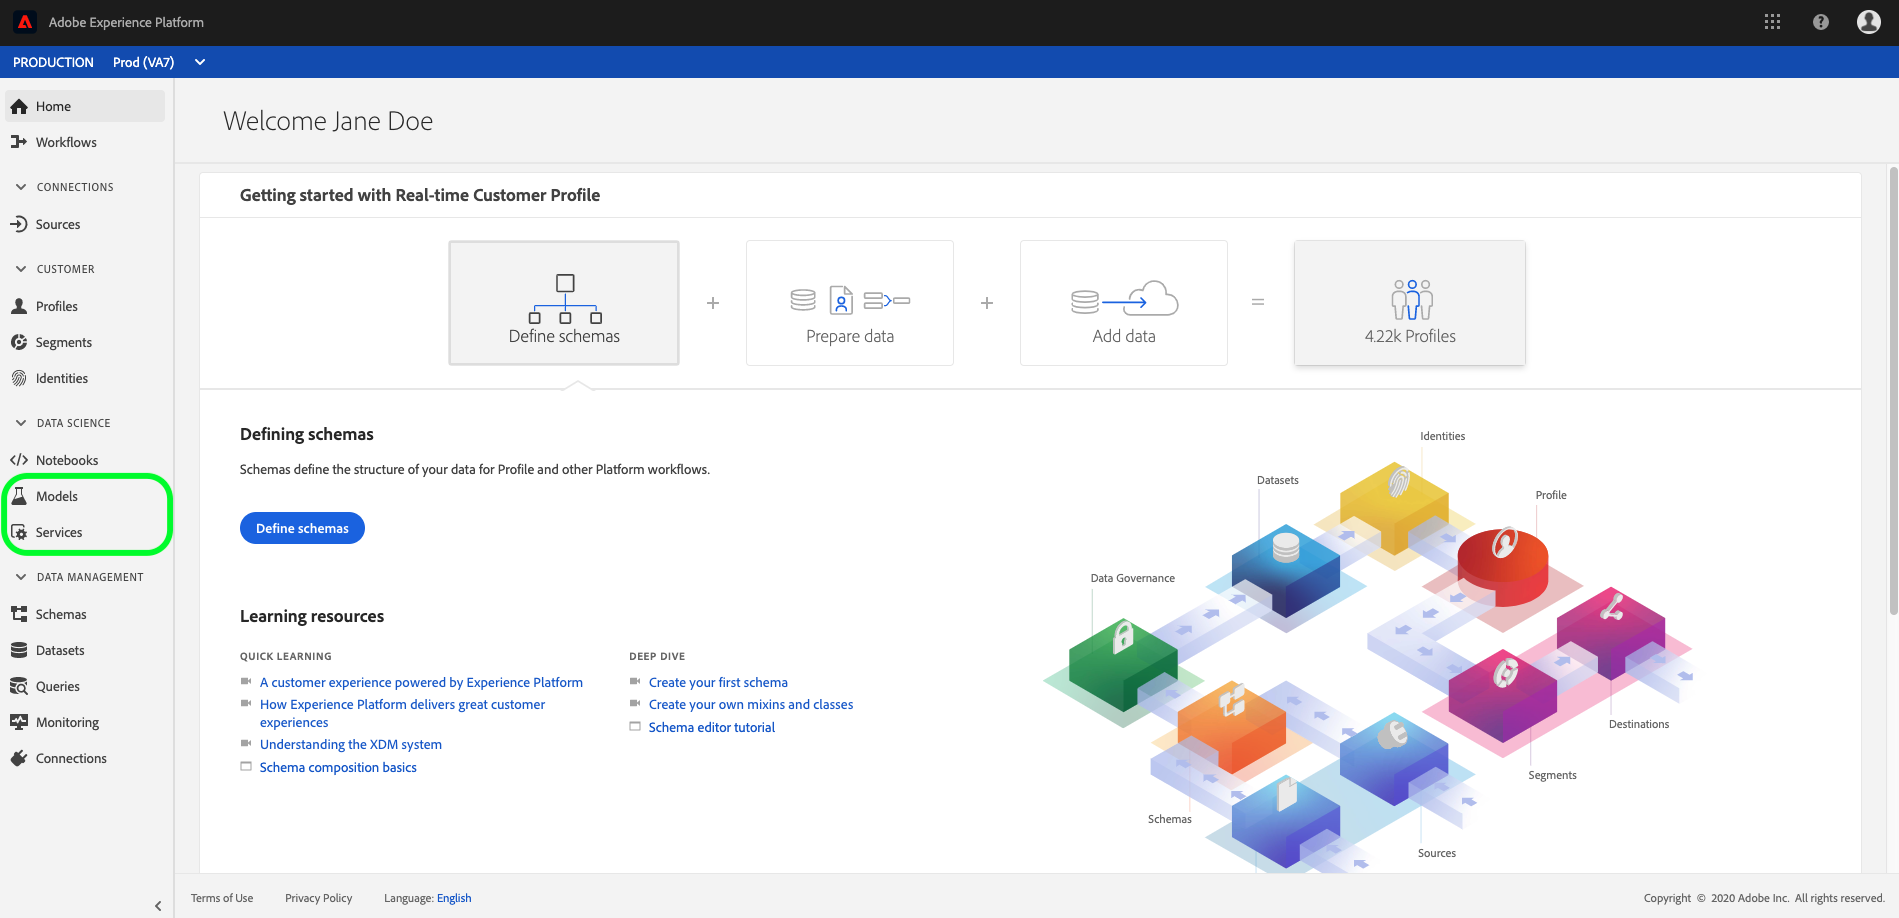 Adobe Experience Platform
PRODUCTION Prod (VA7)
Home
Workflows
CONNECTIONS
Sources
CUSTOMER
Profiles
Segments
Identities
DATA SCIENCE
Notebooks
Models
Services
DATA MANAGEMENT
Schemas
Datasets
Queries
Monitoring
Connections
Welcome Jane Doe
Getting started with Real-time Customer Profile
Define schemas + Prepare data + Add data = 4.22k Profiles
Defining schemas
Schemas define the structure of your data for Profile and other Platform workflows.
Define schemas
Learning resources
QUICK LEARNING
A customer experience powered by Experience Platform
How Experience Platform delivers great customer
experiences
Understanding the XDM system
Schema composition basics
DEEP DIVE
Create your first schema
Create your own mixins and classes
Schema editor tutorial
Identities
Datasets
Profile
Data Governance
Destinations
Segments
Schemas
Sources
Terms of Use Privacy Policy Language: English
Copyright © 2020 Adobe Inc. All rights reserved.